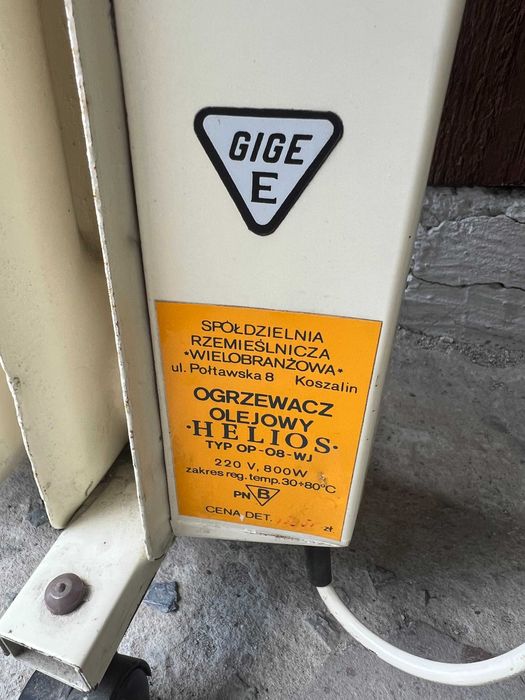 GIGE
E
SPÓŁDZIELNIA
RZEMIEŚLNICZA
*WIELOBRANŻOWA*
ul. Połtawska 8 Koszalin
OGRZEWACZ
OLEJOWY
·HELIOS·
TYP OP-08-WJ
220 V, 800W
zakres reg. temp. 30÷80°C
PN B
CENA DET. zł